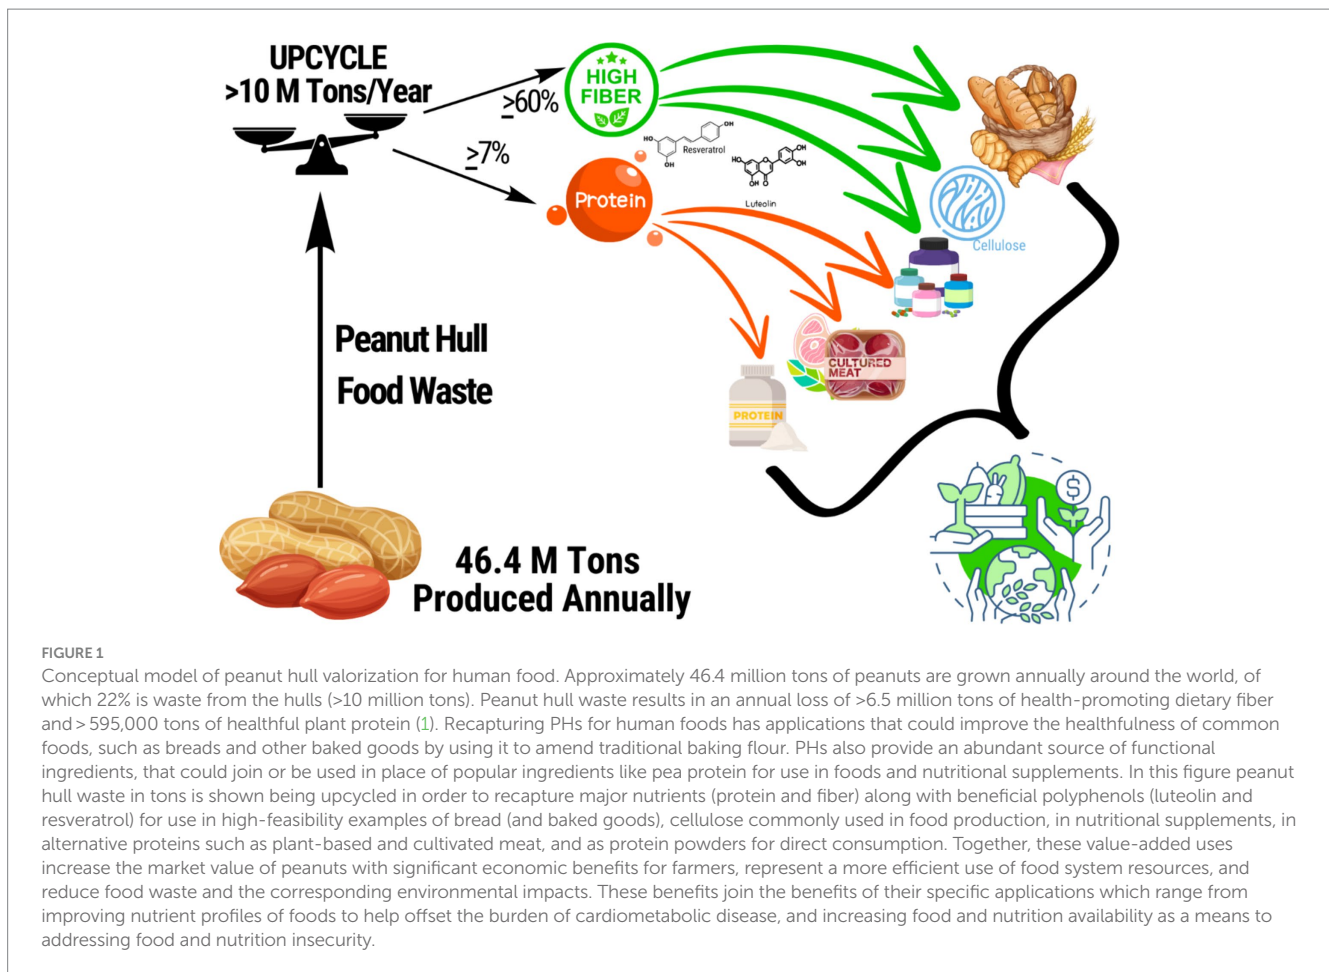 UPCYCLE
>10 M Tons/Year
≥60%
≥7%
HIGH
FIBER
HO
OH
OH
Resveratrol
HO
OH
O
O
OH
OH
Luteolin
Protein
Cellulose
CULTURED
MEAT
PROTEIN
Peanut Hull
Food Waste
46.4 M Tons
Produced Annually
$
FIGURE 1
Conceptual model of peanut hull valorization for human food. Approximately 46.4 million tons of peanuts are grown annually around the world, of
which 22% is waste from the hulls (>10 million tons). Peanut hull waste results in an annual loss of >6.5 million tons of health-promoting dietary fiber
and > 595,000 tons of healthful plant protein (1). Recapturing PHs for human foods has applications that could improve the healthfulness of common
foods, such as breads and other baked goods by using it to amend traditional baking flour. PHs also provide an abundant source of functional
ingredients, that could join or be used in place of popular ingredients like pea protein for use in foods and nutritional supplements. In this figure peanut
hull waste in tons is shown being upcycled in order to recapture major nutrients (protein and fiber) along with beneficial polyphenols (luteolin and
resveratrol) for use in high-feasibility examples of bread (and baked goods), cellulose commonly used in food production, in nutritional supplements, in
alternative proteins such as plant-based and cultivated meat, and as protein powders for direct consumption. Together, these value-added uses
increase the market value of peanuts with significant economic benefits for farmers, represent a more efficient use of food system resources, and
reduce food waste and the corresponding environmental impacts. These benefits join the benefits of their specific applications which range from
improving nutrient profiles of foods to help offset the burden of cardiometabolic disease, and increasing food and nutrition availability as a means to
addressing food and nutrition insecurity.